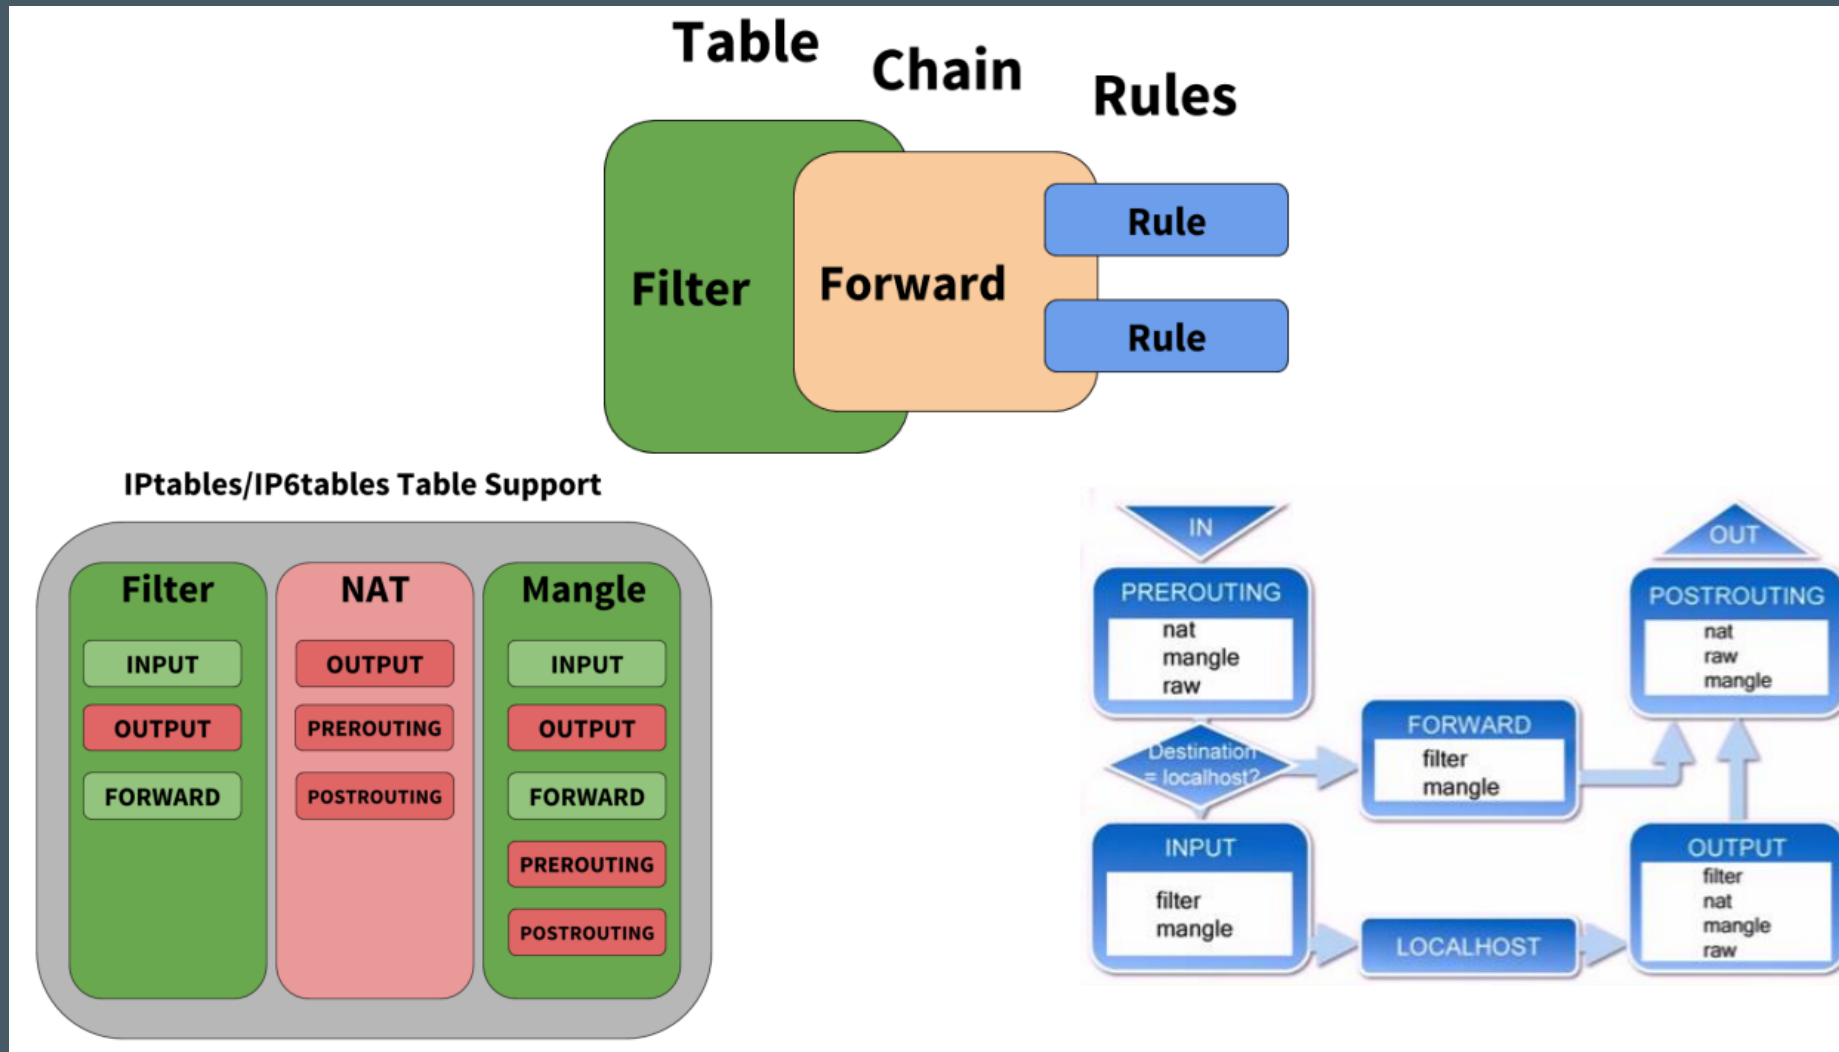 Table
Chain
Rules
Filter
Forward
Rule
Rule
IPtables/IP6tables Table Support
Filter
INPUT
OUTPUT
FORWARD
NAT
OUTPUT
PREROUTING
POSTROUTING
Mangle
INPUT
OUTPUT
FORWARD
PREROUTING
POSTROUTING
IN
PREROUTING
nat
mangle
raw
Destination
= localhost?
FORWARD
filter
mangle
INPUT
filter
mangle
LOCALHOST
OUTPUT
filter
nat
mangle
raw
POSTROUTING
nat
raw
mangle
OUT